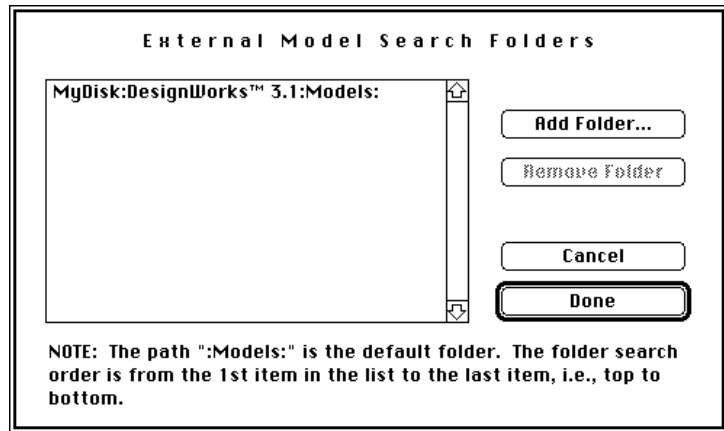 External Model Search Folders
MyDisk:DesignWorks™ 3.1:Models:
Add Folder...
Remove Folder
Cancel
Done
NOTE: The path ":Models:" is the default folder. The folder search
order is from the 1st item in the list to the last item, i.e., top to
bottom.